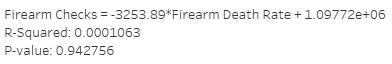 Firearm Checks = -3253.89*Firearm Death Rate + 1.09772e+06
R-Squared: 0.0001063
P-value: 0.942756